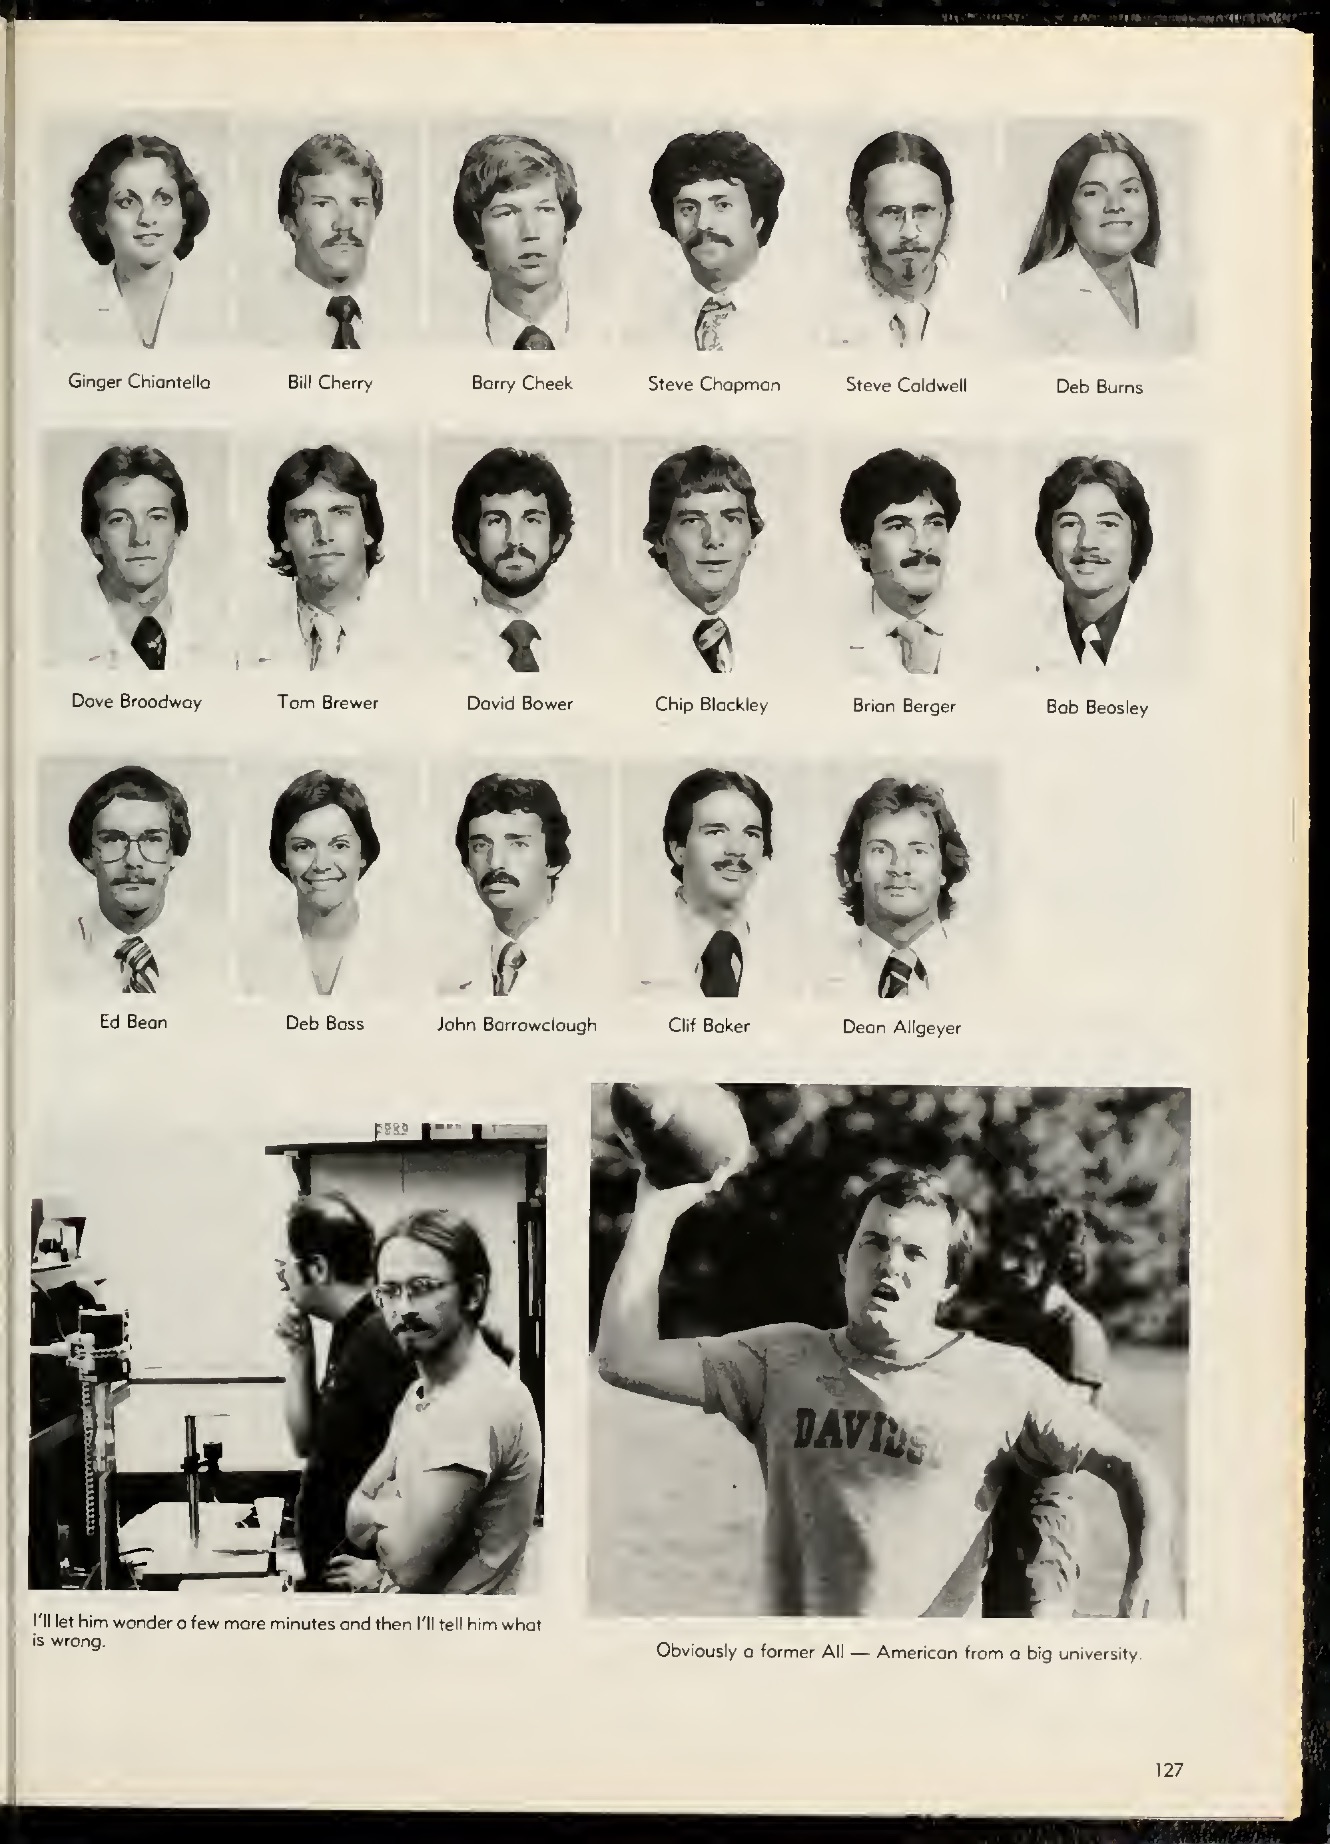 Ginger Chiantella
Bill Cherry
Barry Cheek
Steve Chapman
Steve Caldwell
Deb Burns
Dave Broadway
Tom Brewer
David Bower
Chip Blackley
Brian Berger
Bob Beasley
Ed Bean
Deb Bass
John Barrowclough
Clif Baker
Dean Allgeyer
DAVIDS
I'll let him wonder a few more minutes and then I'll tell him what
is wrong.
Obviously a former All — American from a big university.
127